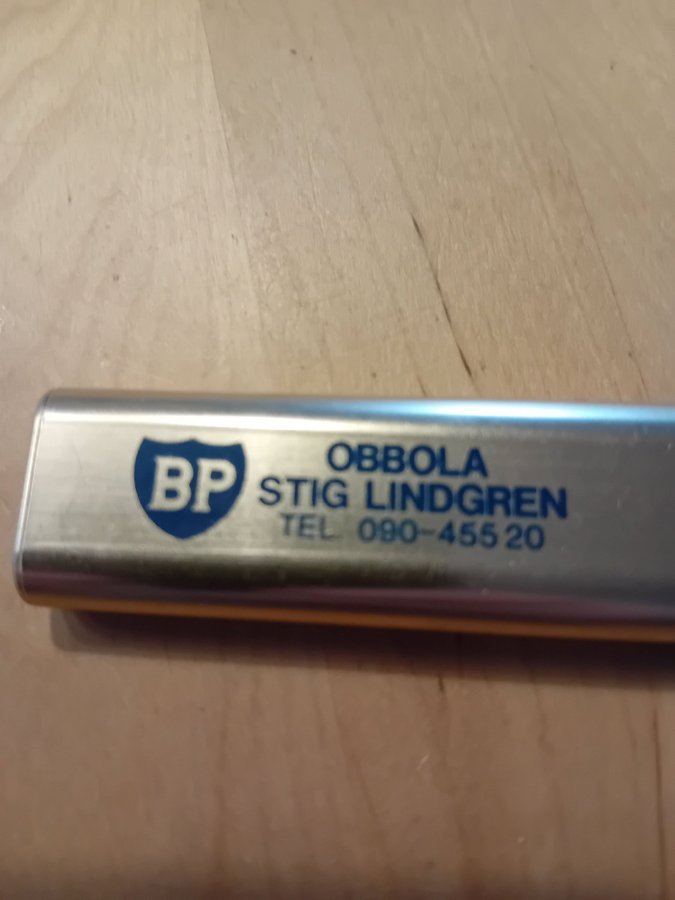 BP
OBBOLA
STIG LINDGREN
TEL. 090-455 20